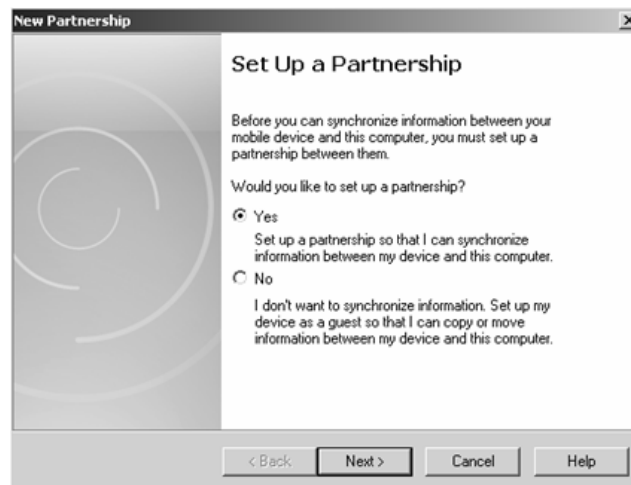 New Partnership
Set Up a Partnership
Before you can synchronize information between your
mobile device and this computer, you must set up a
partnership between them.
Would you like to set up a partnership?
Yes
Set up a partnership so that I can synchronize
information between my device and this computer.
No
I don't want to synchronize information. Set up my
device as a guest so that I can copy or move
information between my device and this computer.
< Back Next > Cancel Help